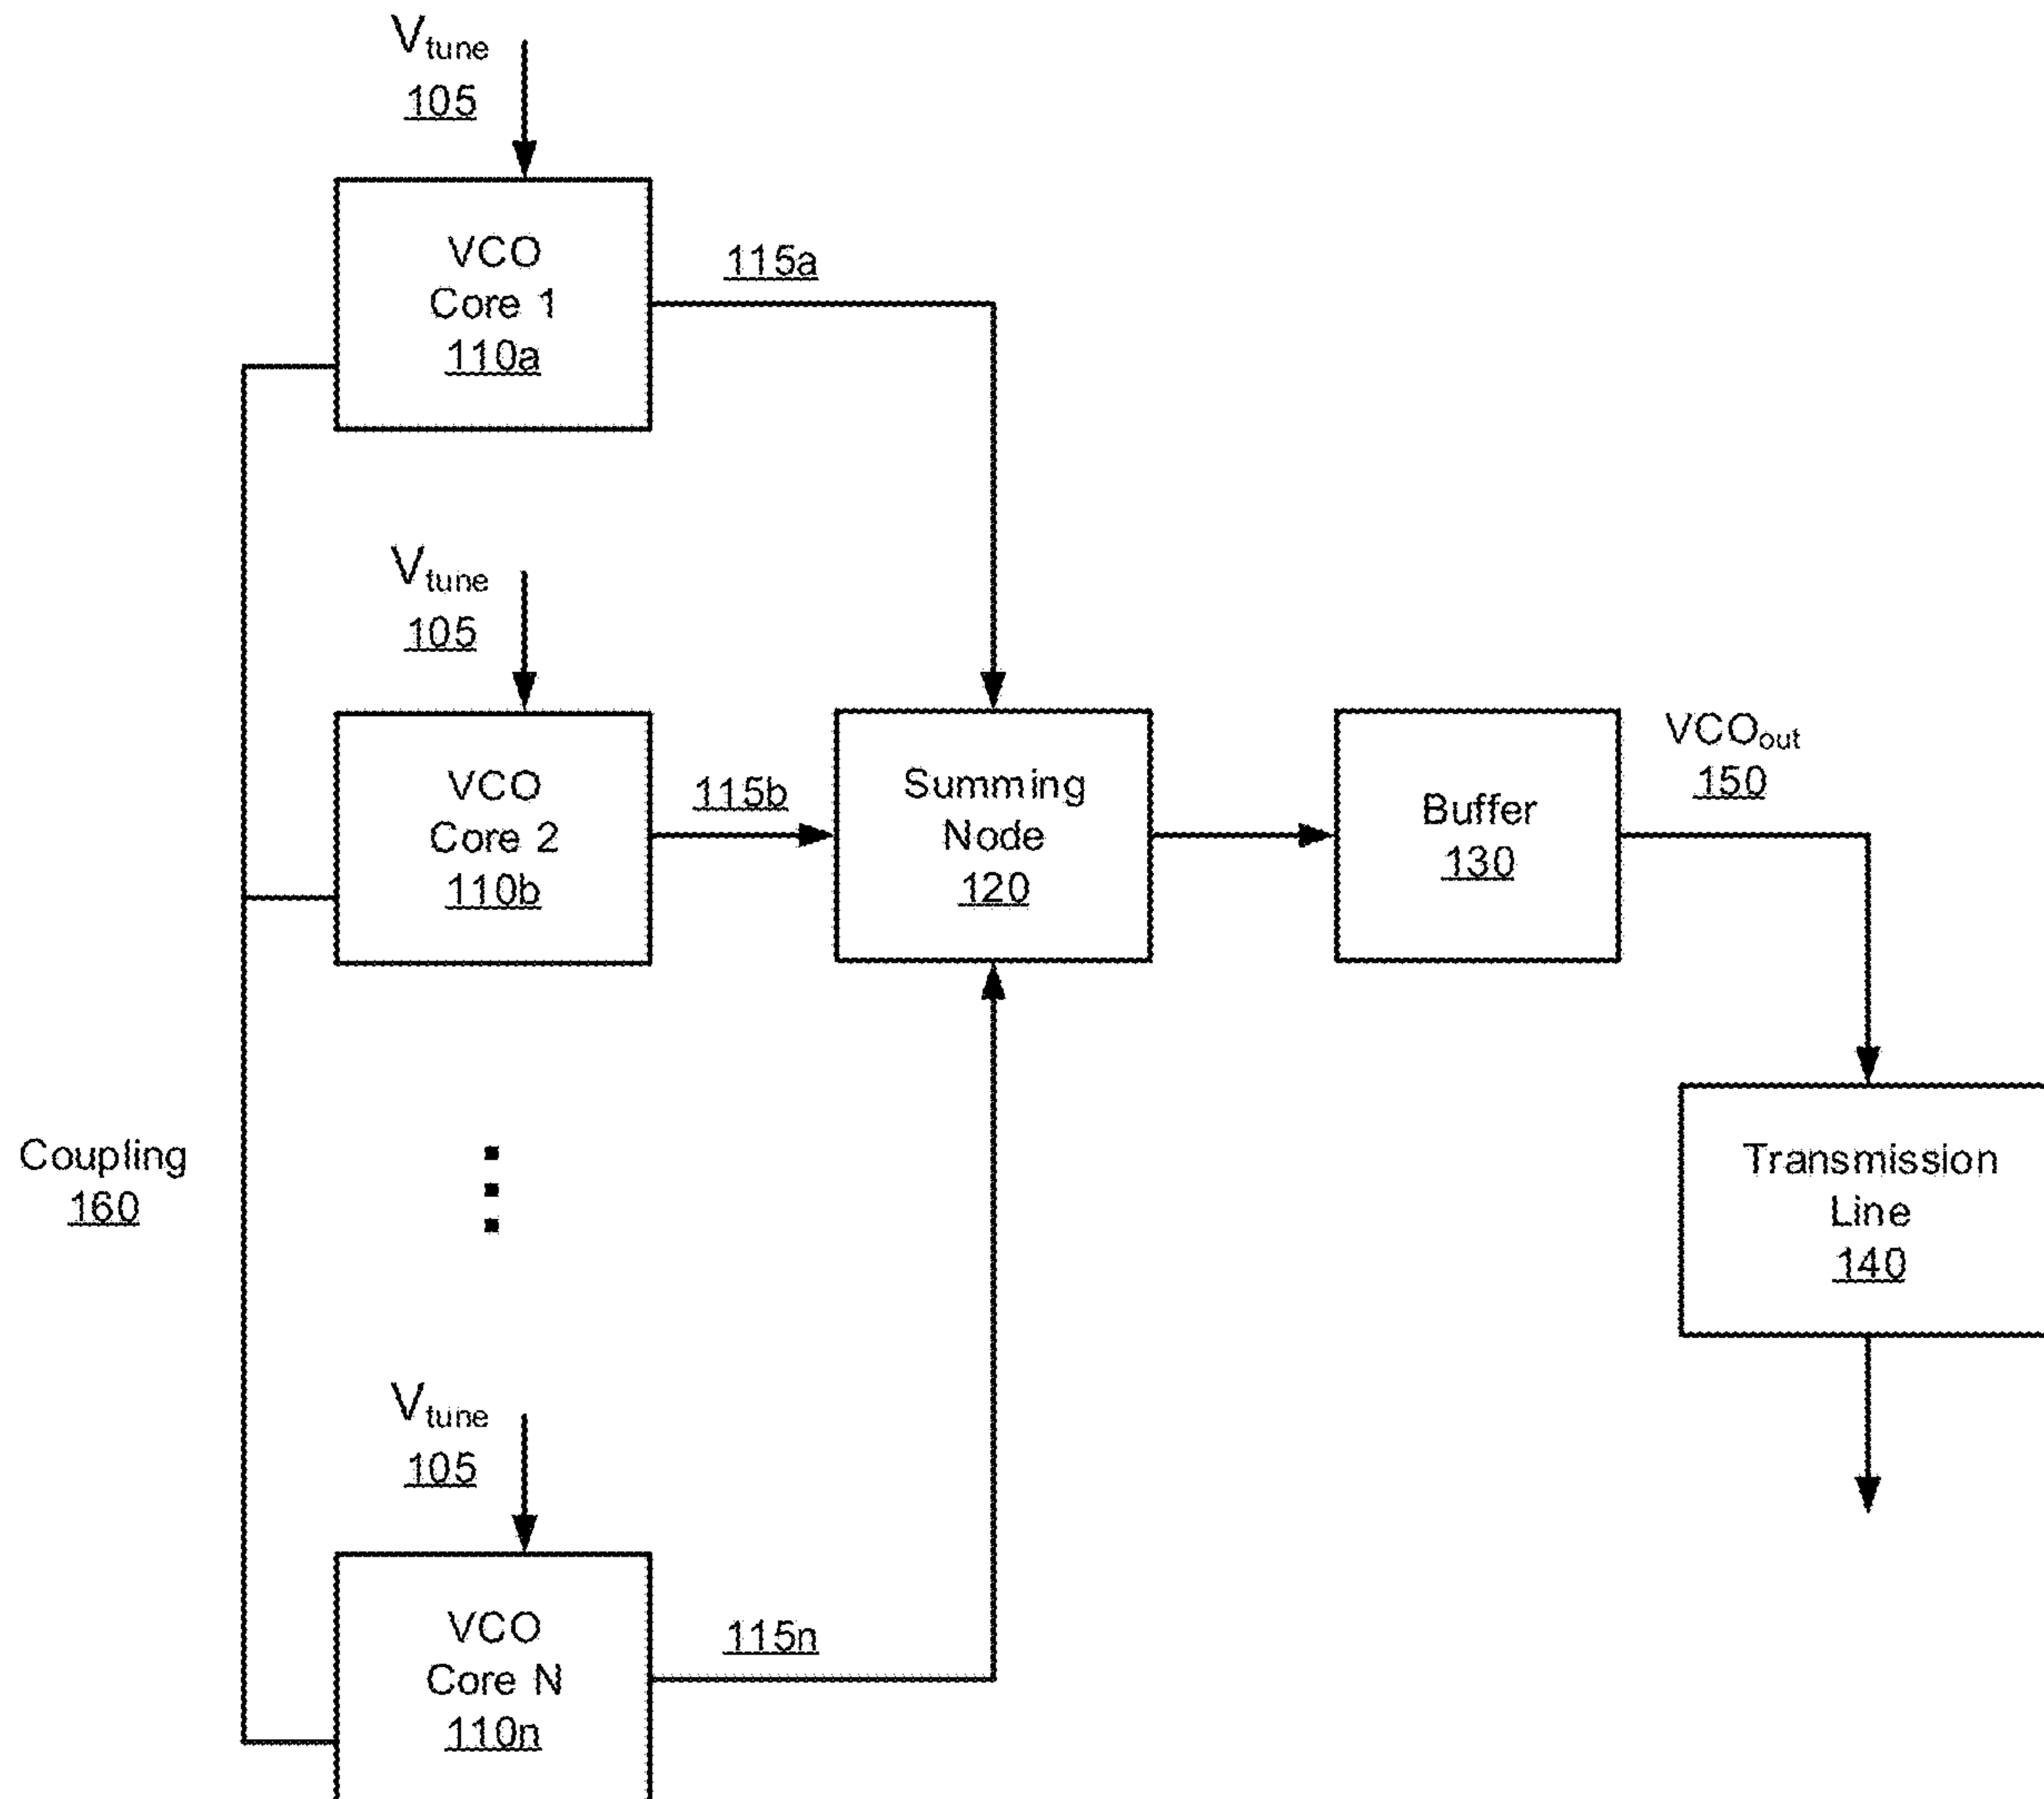 Vtune
105
VCO
Core 1
110a
115a
Vtune
105
VCO
Core 2
110b
115b
Summing
Node
120
Buffer
130
VCOout
150
Coupling
160
Transmission
Line
140
Vtune
105
VCO
Core N
110n
115n